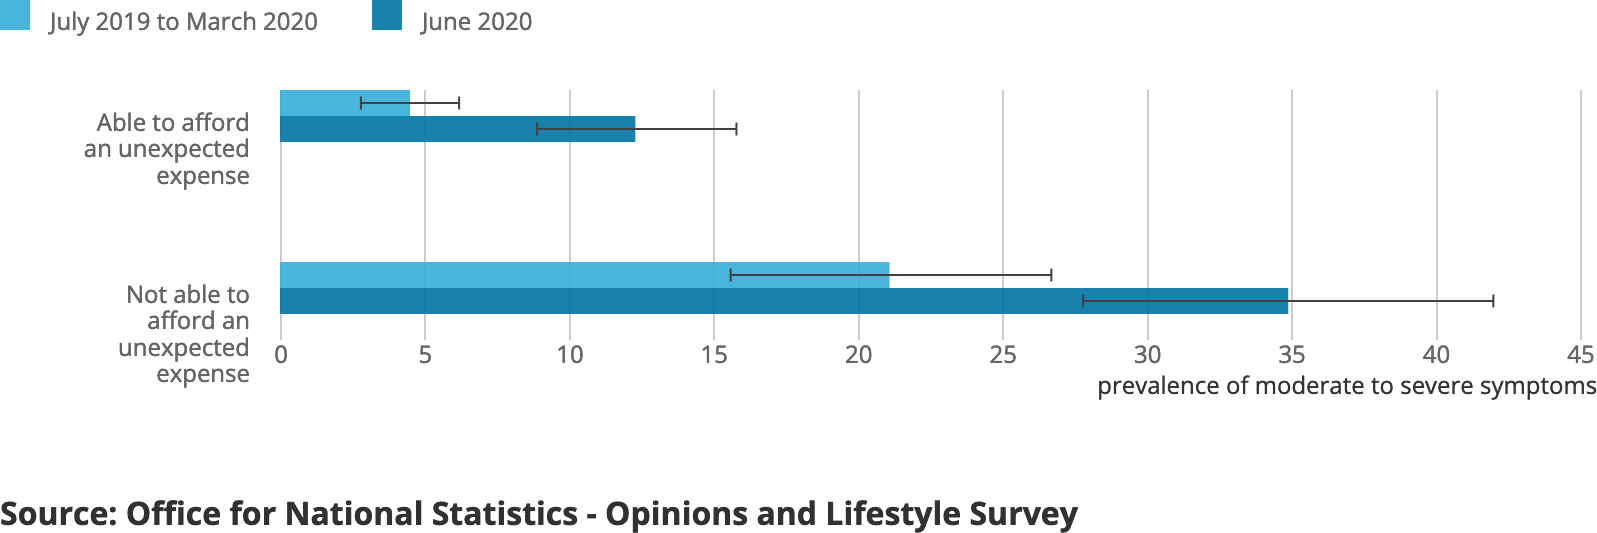 July 2019 to March 2020 June 2020
Able to afford
an unexpected
expense
Not able to
afford an
unexpected
expense
0 5 10 15 20 25 30 35 40 45
prevalence of moderate to severe symptoms
Source: Office for National Statistics - Opinions and Lifestyle Survey